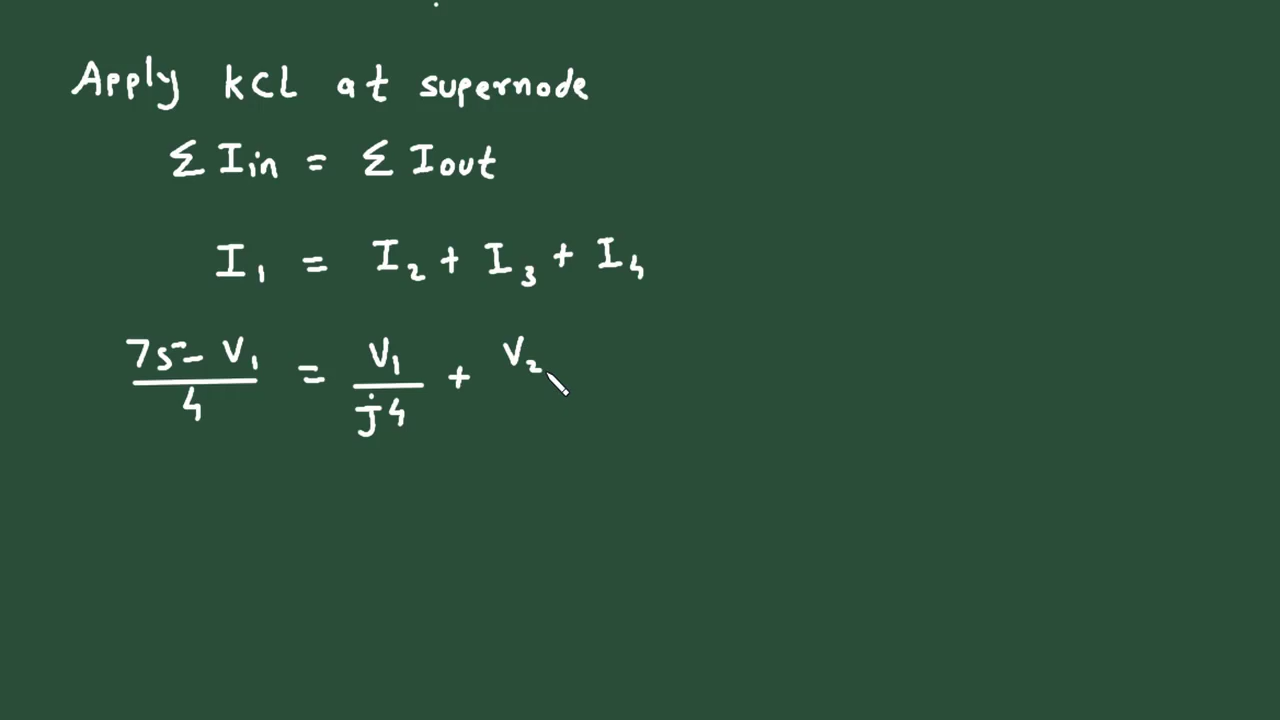 Apply KCL at supernode
Σ Iin = Σ Iout
I₁ = I₂ + I₃ + I₄
(75 - V₁)/4 = V₁/j4 + V₂